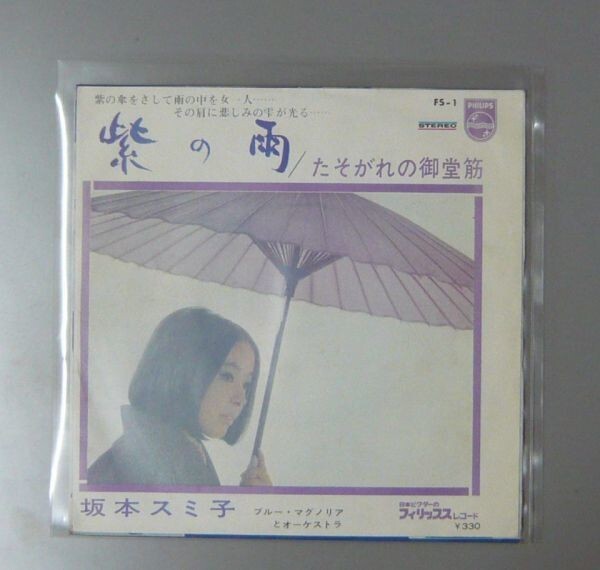 紫の傘をさして雨の中を女一人……
その肩に悲しみの雫が光る……
FS-1
STEREO
PHILIPS
紫の雨/たそがれの御堂筋
坂本スミ子
ブルー・マグノリア
とオーケストラ
日本ビクターの
フィリップスレコード
¥330